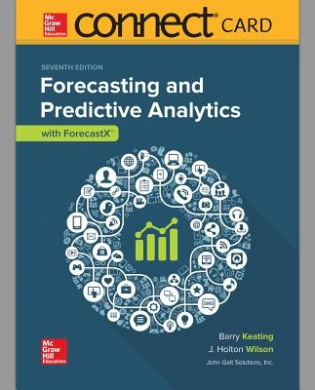 Mc
Graw
Hill
Education
connect® CARD
SEVENTH EDITION
Forecasting and
Predictive Analytics
with ForecastX™
Barry Keating
J. Holton Wilson
John Galt Solutions, Inc.
Mc
Graw
Hill
Education